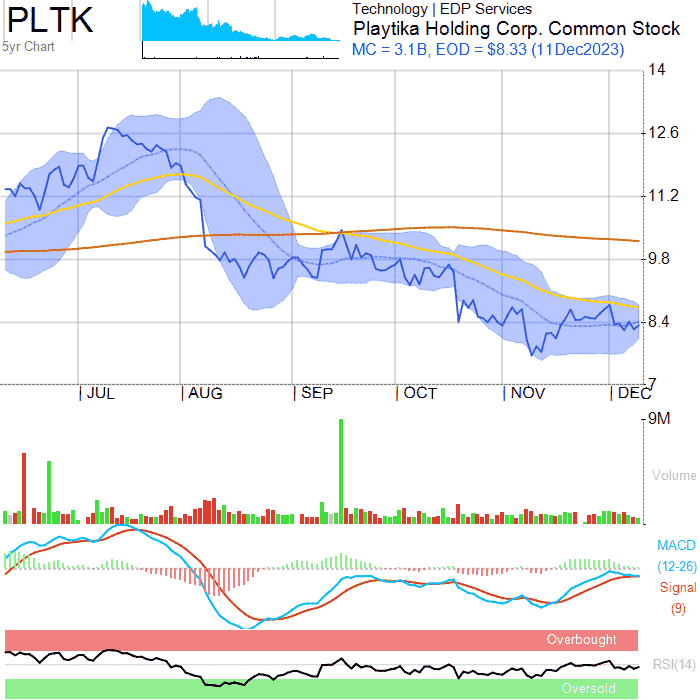 PLTK
5yr Chart
Technology | EDP Services
Playtika Holding Corp. Common Stock
MC = 3.1B, EOD = $8.33 (11Dec2023)
14
12.6
11.2
9.8
8.4
7
JUL AUG SEP OCT NOV DEC
9M
Volume
MACD
(12-26)
Signal
(9)
Overbought
RSI(14)
Oversold